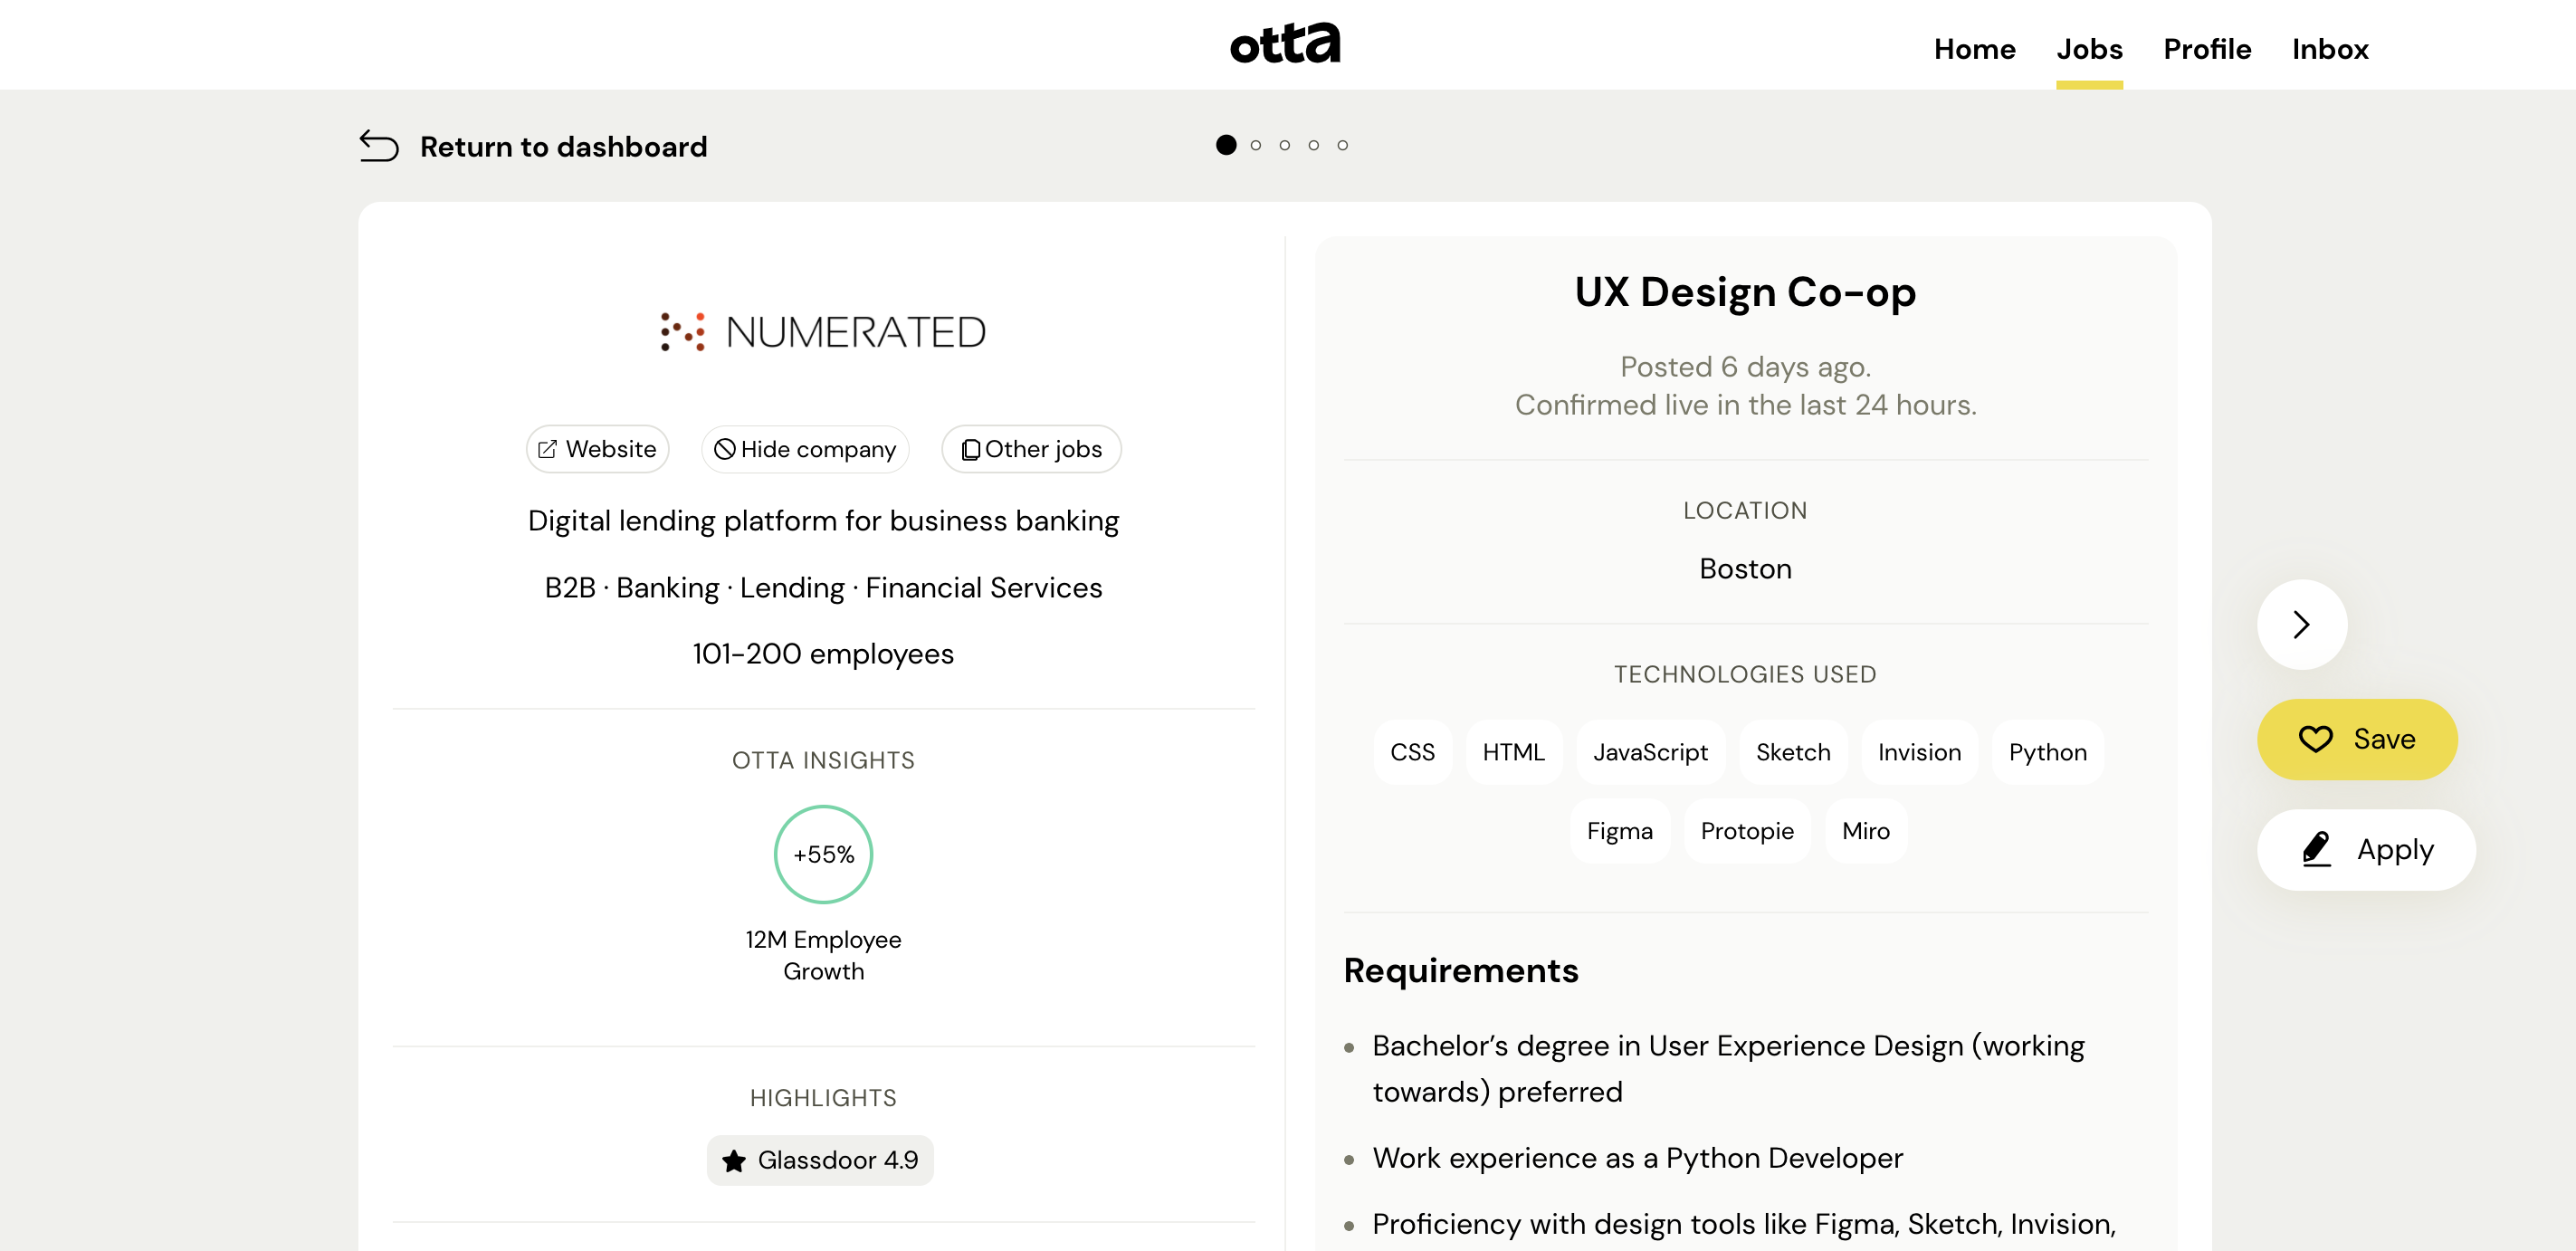 otta
Home Jobs Profile Inbox
Return to dashboard
NUMERATED
Website Hide company Other jobs
Digital lending platform for business banking
B2B · Banking · Lending · Financial Services
101-200 employees
OTTA INSIGHTS
+55%
12M Employee
Growth
HIGHLIGHTS
Glassdoor 4.9
UX Design Co-op
Posted 6 days ago.
Confirmed live in the last 24 hours.
LOCATION
Boston
TECHNOLOGIES USED
CSS HTML JavaScript Sketch Invision Python
Figma Protopie Miro
Requirements
Bachelor’s degree in User Experience Design (working
towards) preferred
Work experience as a Python Developer
Proficiency with design tools like Figma, Sketch, Invision,
Save
Apply